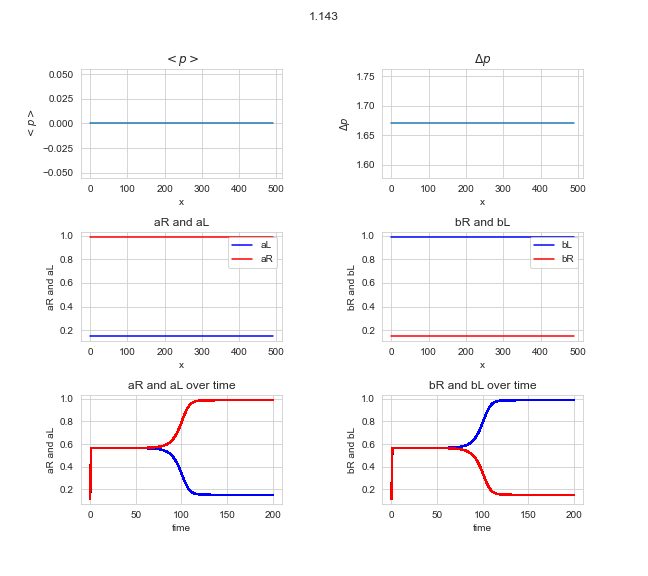 1.143
< p >
Δp
0.050
0.025
0.000
−0.025
−0.050
< p >
0 100 200 300 400 500
x
1.75
1.70
1.65
1.60
Δp
0 100 200 300 400 500
x
aR and aL
bR and bL
1.0
0.8
0.6
0.4
0.2
aR and aL
aL
aR
0 100 200 300 400 500
x
1.0
0.8
0.6
0.4
0.2
bR and bL
bL
bR
0 100 200 300 400 500
x
aR and aL over time
bR and bL over time
1.0
0.8
0.6
0.4
0.2
aR and aL
0 50 100 150 200
time
1.0
0.8
0.6
0.4
0.2
bR and bL
0 50 100 150 200
time